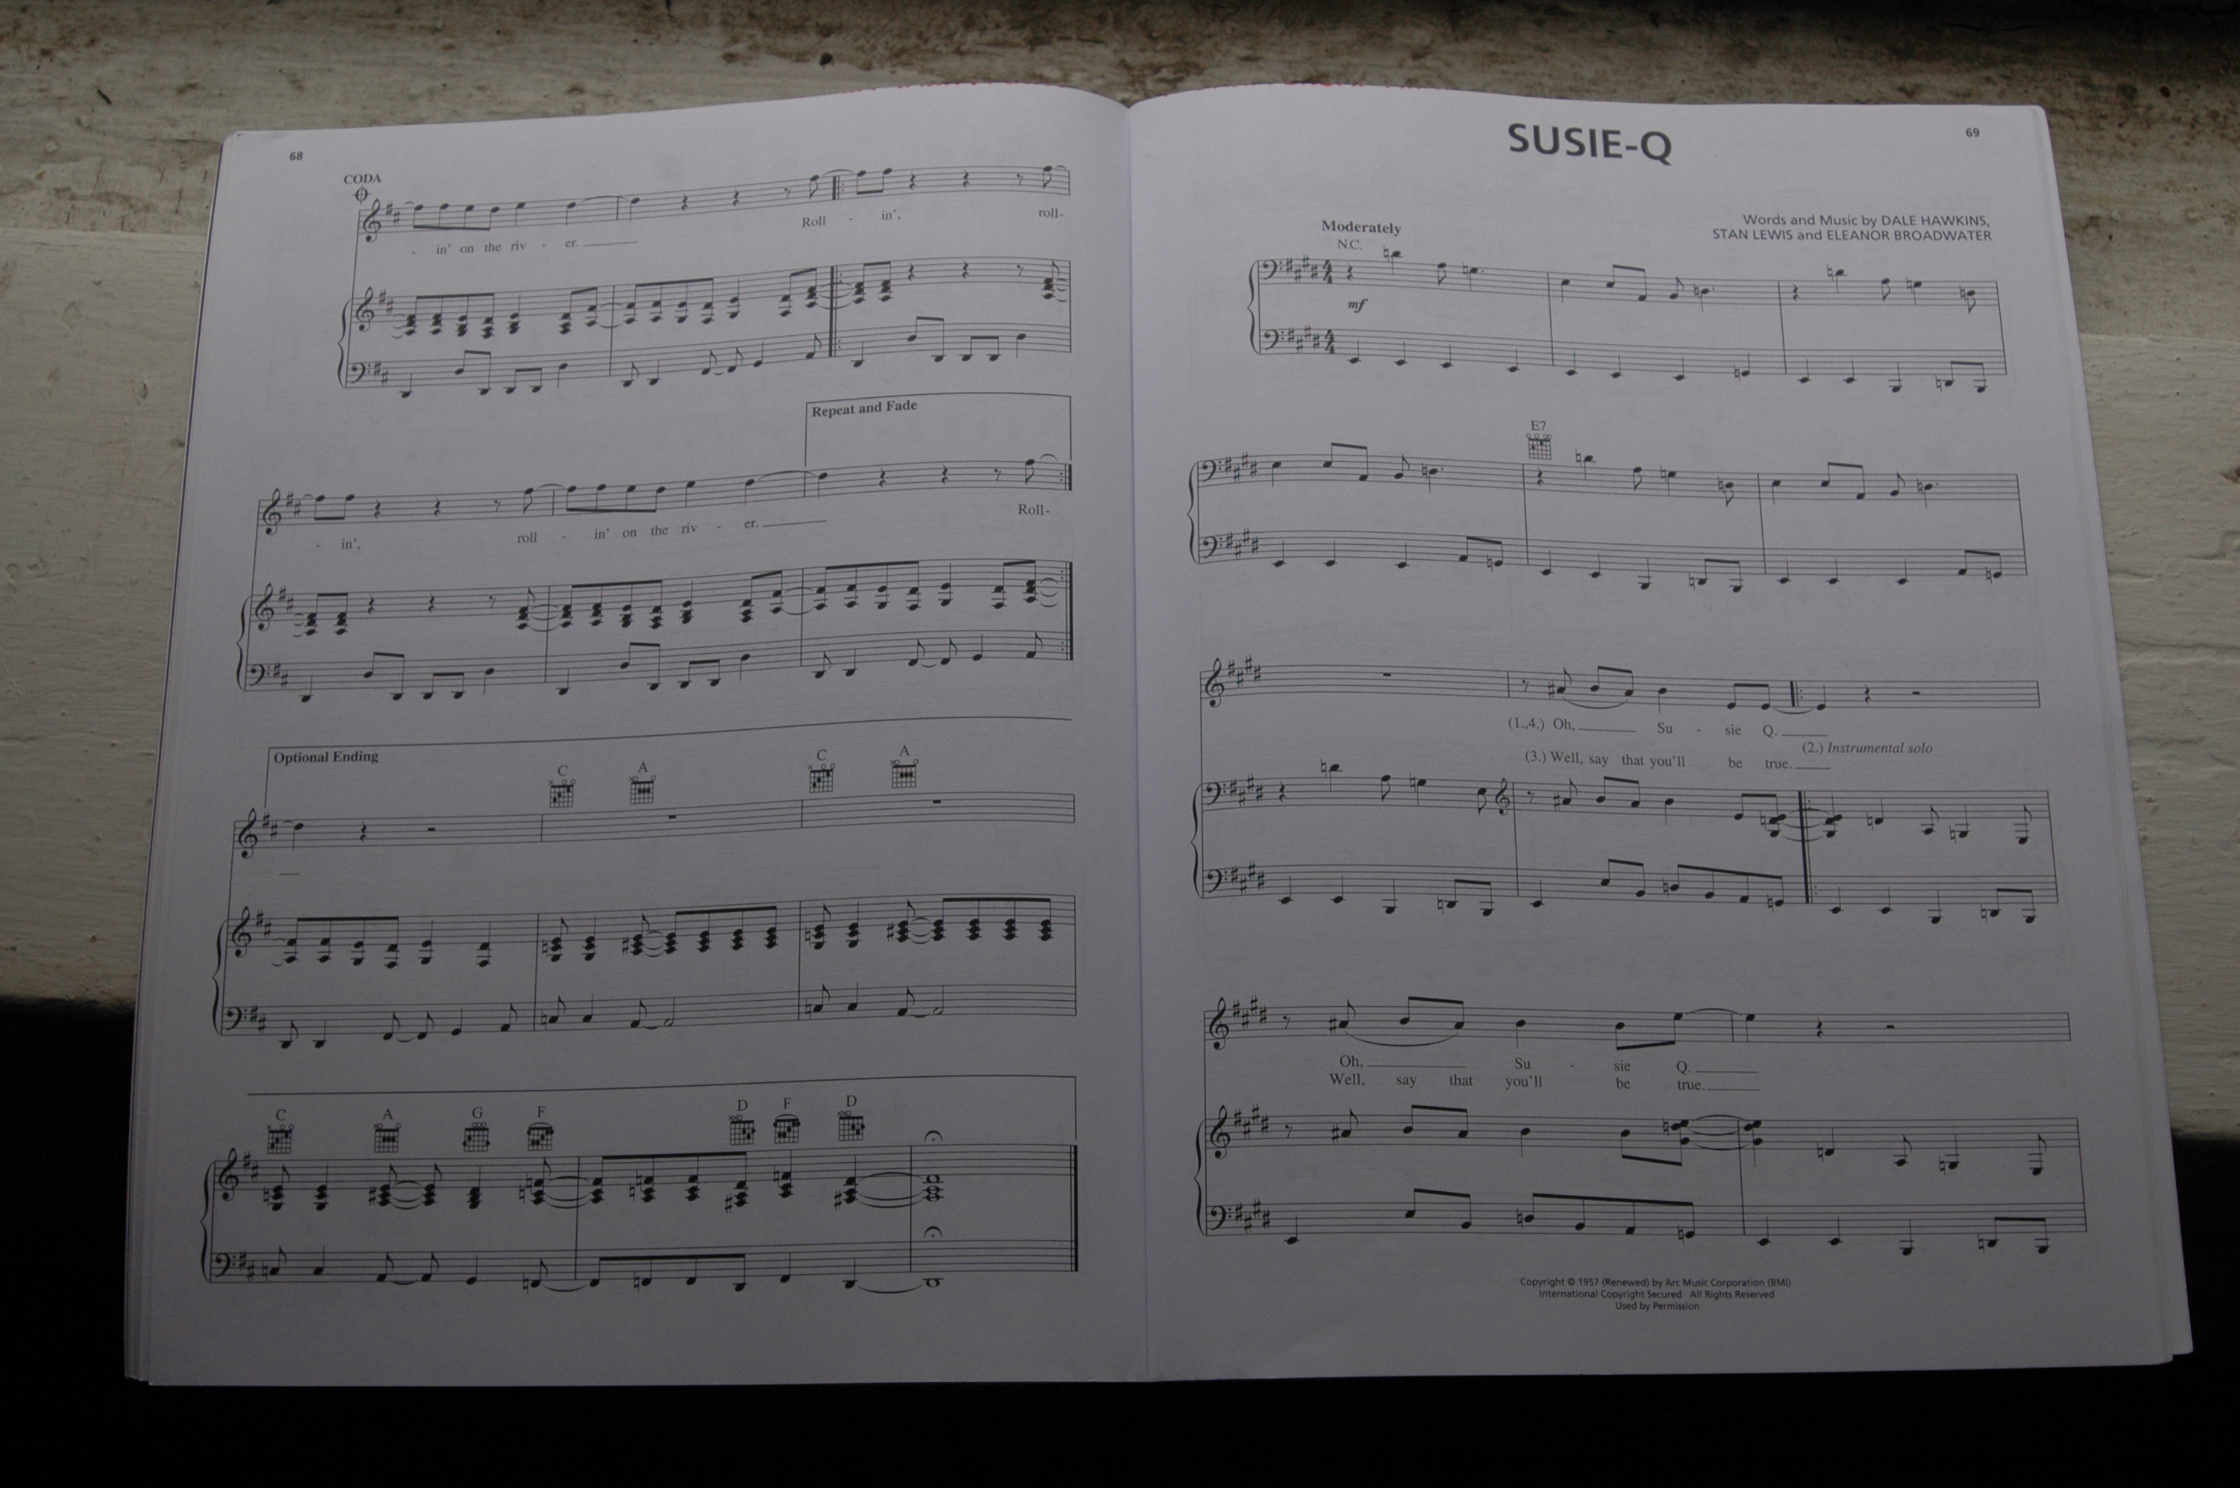 68
CODA
- in' on the riv - er.
Roll - in', roll-
Repeat and Fade
- in', roll - in' on the riv - er. Roll-
Optional Ending
C A C A
C A G F D F D
SUSIE-Q
69
Words and Music by DALE HAWKINS,
STAN LEWIS and ELEANOR BROADWATER
Moderately
N.C.
4
4
mf
4
4
E7
(1.,4.) Oh, Su - sie Q.
(2.) Instrumental solo
(3.) Well, say that you'll be true.
Oh, Su - sie Q.
Well, say that you'll be true.
Copyright © 1957 (Renewed) by Arc Music Corporation (BMI)
International Copyright Secured All Rights Reserved
Used by Permission